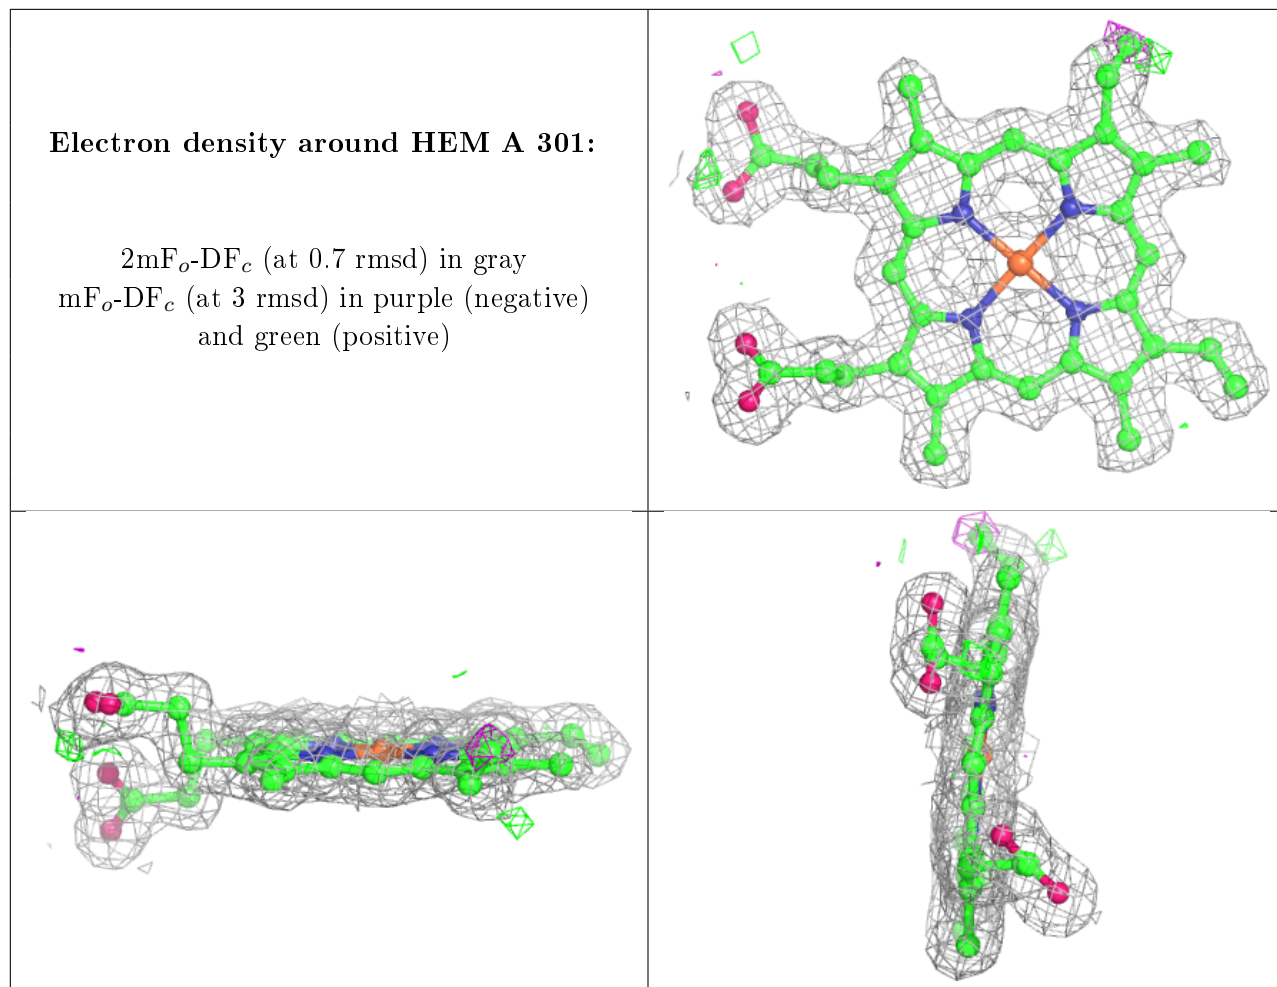 Electron density around HEM A 301:
2mFo-DFc (at 0.7 rmsd) in gray
mFo-DFc (at 3 rmsd) in purple (negative)
and green (positive)